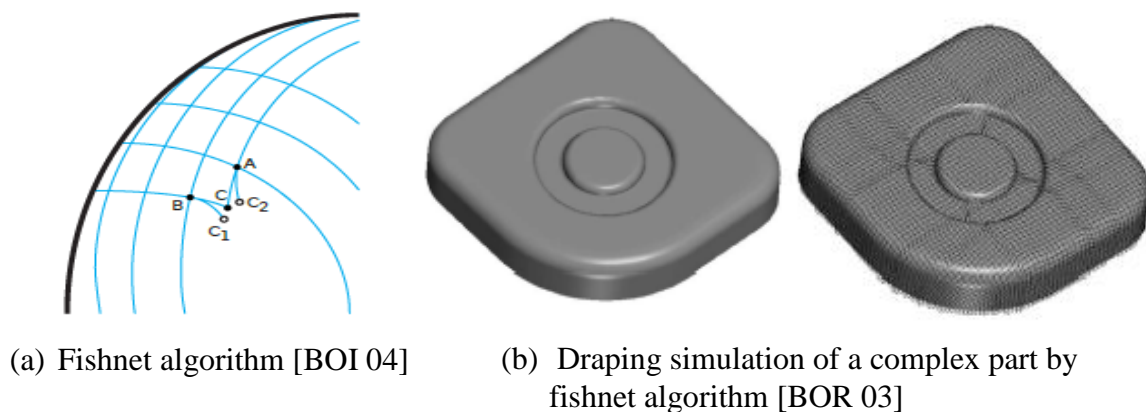 A
B
C
C2
C1
(a) Fishnet algorithm [BOI 04]
(b) Draping simulation of a complex part by
fishnet algorithm [BOR 03]